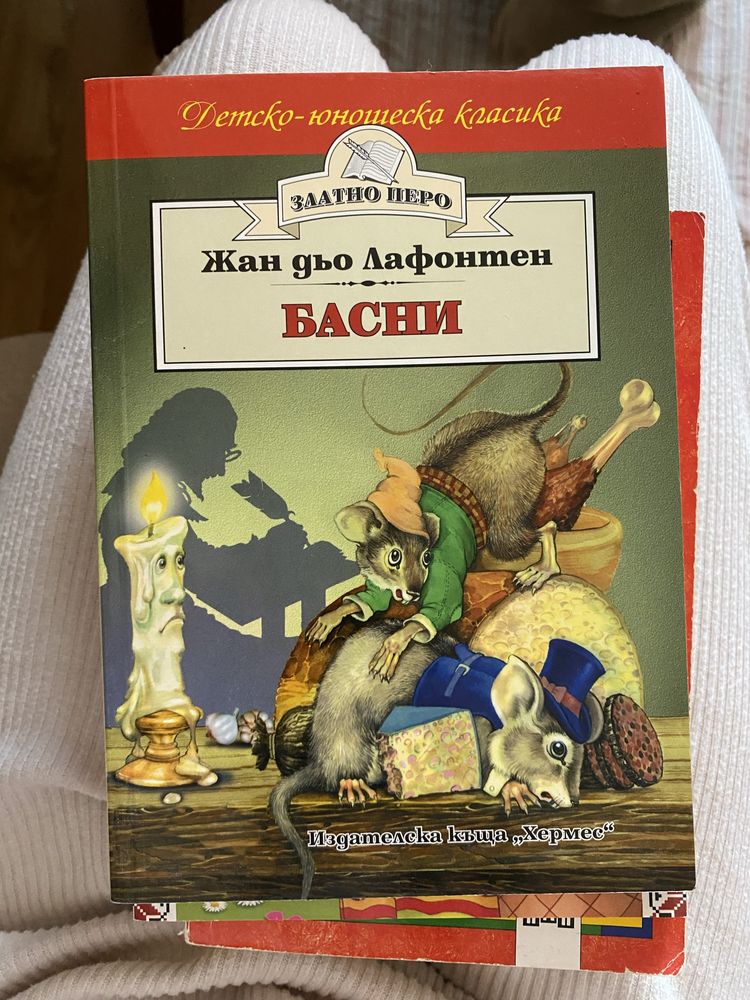 Детско-юношеска класика
ЗЛАТНО ПЕРО
Жан дьо Лафонтен
БАСНИ
Издателска къща „Хермес“